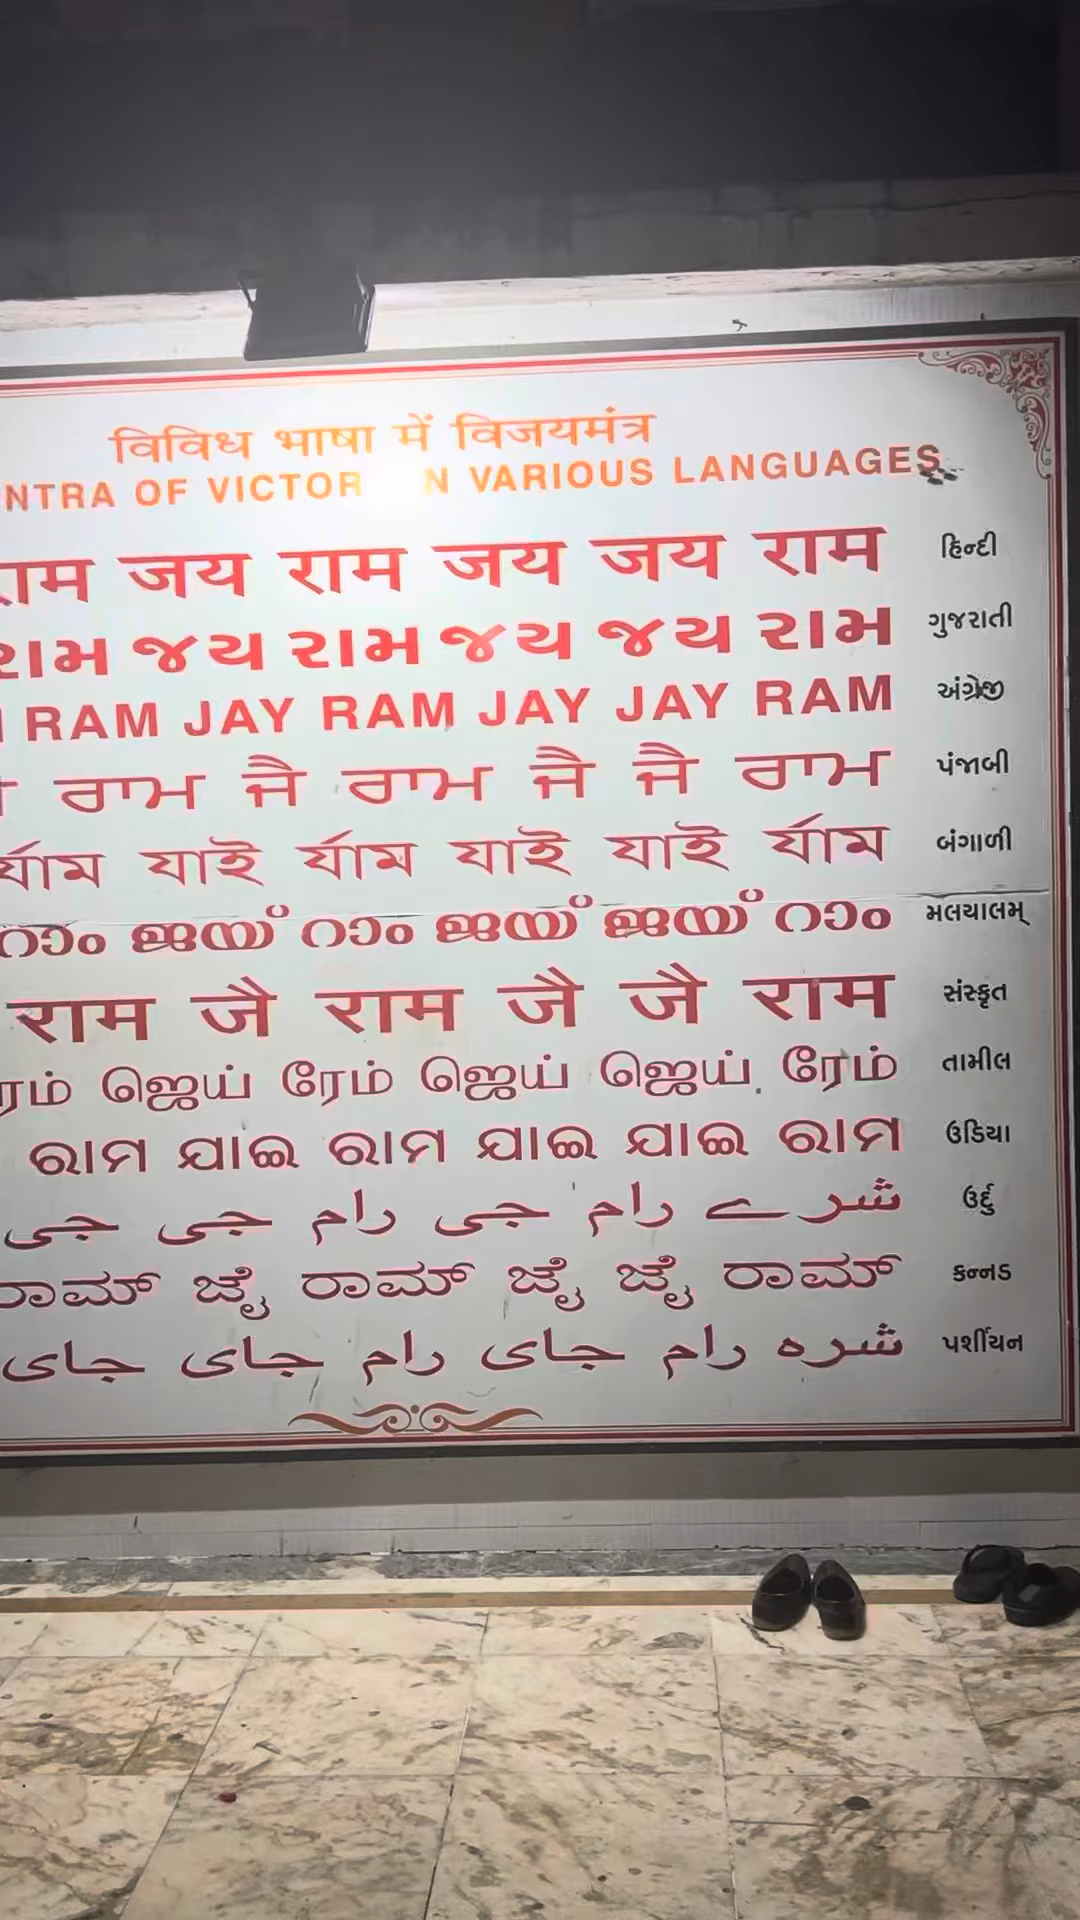 विविध भाषा में विजयमंत्र
OF VICTOR N VARIOUS LANGUAGES
जय राम जय जय राम हिन्दી
જય રામ જય જય રામ ગુજરાતી
RAM JAY RAM JAY JAY RAM અંગ્રેજી
ਰਾਮ ਜੈ ਰਾਮ ਜੈ ਜੈ ਰਾਮ પંજાબી
র্যাম যাই র্যাম যাই যাই র্যাম બંગાળી
റാം ജയ് റാം ജയ് ജയ് റാം મલયાલમ્
राम जै राम जै जै राम સંસ્કૃત
ஜெய் ரேம் ஜெய் ஜெய் ரேம் તામીલ
ରାମ ଯାଇ ରାମ ଯାଇ ଯାଇ ରାମ ઉડિયા
شرے رام جی رام جی جی ઉર્દુ
ರಾಮ್ ಜೈ ರಾಮ್ ಜೈ ಜೈ ರಾಮ್ કન્નડ
شره رام جای رام جای جای પર્શીયન